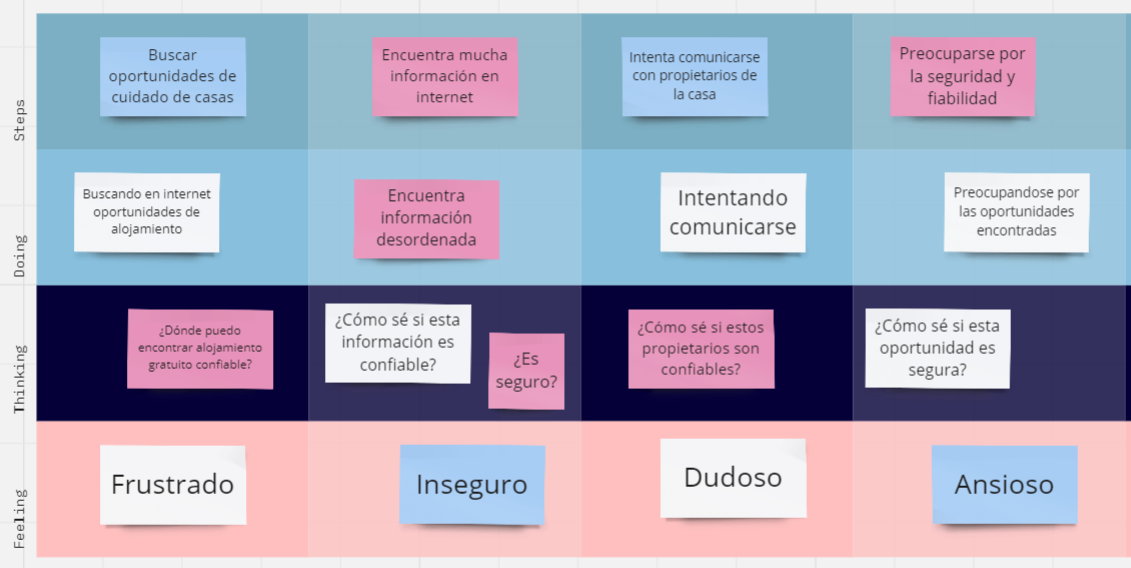 Steps
Buscar
oportunidades de
cuidado de casas
Encuentra mucha
información en
internet
Intenta comunicarse
con propietarios de
la casa
Preocuparse por
la seguridad y
fiabilidad
Doing
Buscando en internet
oportunidades de
alojamiento
Encuentra
información
desordenada
Intentando
comunicarse
Preocupandose por
las oportunidades
encontradas
Thinking
¿Dónde puedo
encontrar alojamiento
gratuito confiable?
¿Cómo sé si esta
información es
confiable?
¿Es
seguro?
¿Cómo sé si estos
propietarios son
confiables?
¿Cómo sé si esta
oportunidad es
segura?
Feeling
Frustrado
Inseguro
Dudoso
Ansioso